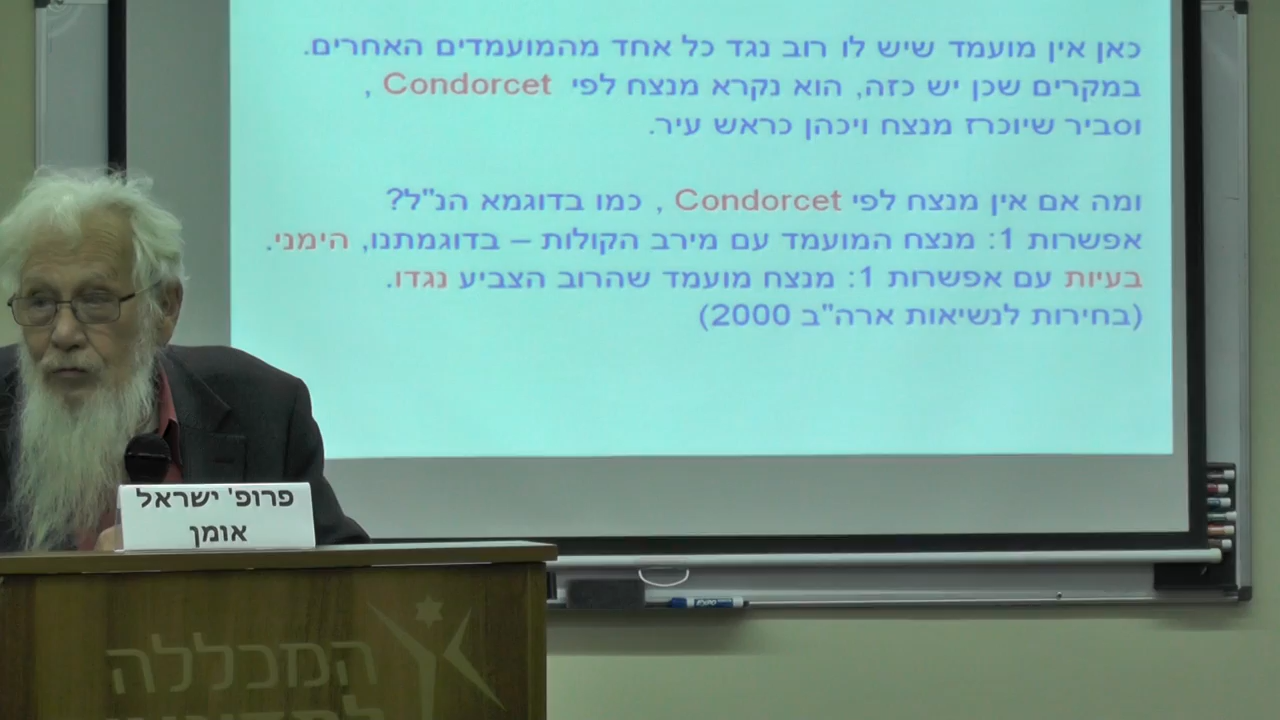 כאן אין מועמד שיש לו רוב נגד כל אחד מהמועמדים האחרים.
במקרים שכן יש כזה, הוא נקרא מנצח לפי Condorcet ,
וסביר שיוכרז מנצח ויכהן כראש עיר.
ומה אם אין מנצח לפי Condorcet , כמו בדוגמא הנ"ל?
אפשרות 1: מנצח המועמד עם מירב הקולות – בדוגמתנו, הימני.
בעיות עם אפשרות 1: מנצח מועמד שהרוב הצביע נגדו.
(בחירות לנשיאות ארה"ב 2000)
פרופ' ישראל
אומן
המכללה
EXPO